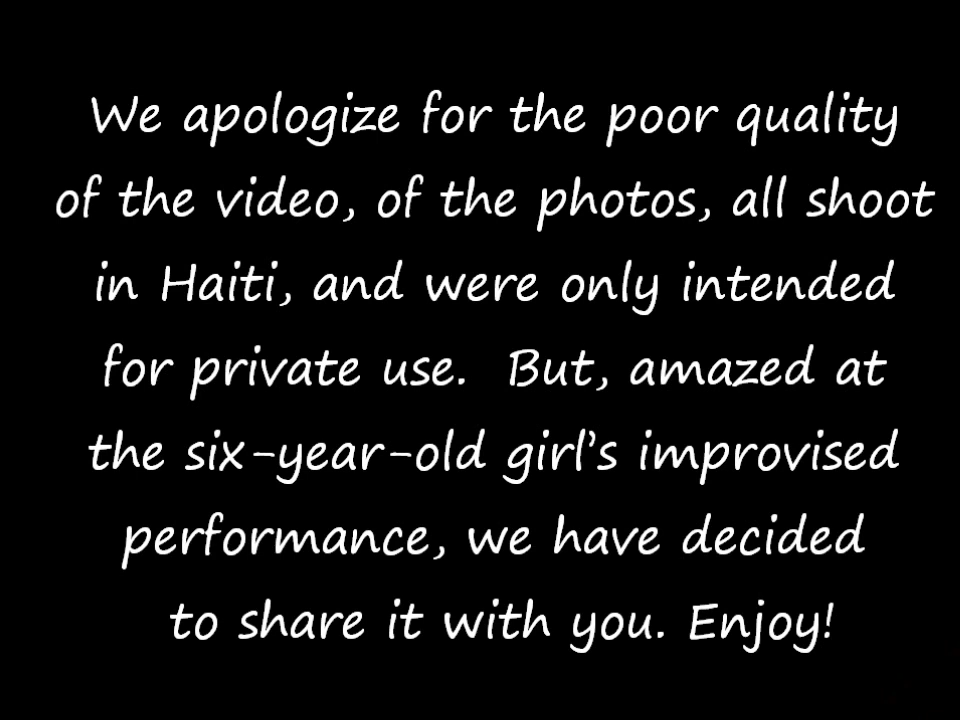 We apologize for the poor quality
of the video, of the photos, all shoot
in Haiti, and were only intended
for private use. But, amazed at
the six-year-old girl's improvised
performance, we have decided
to share it with you. Enjoy!